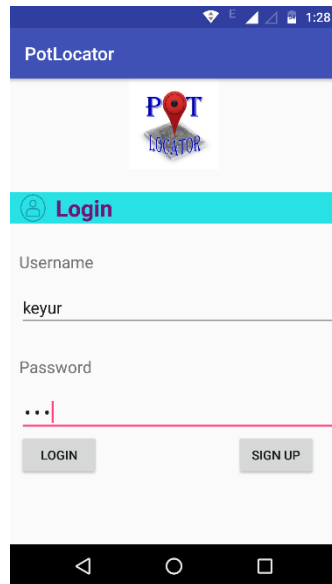 E 1:28
PotLocator
POT
LOCATOR
Login
Username
keyur
Password
•••
LOGIN SIGN UP